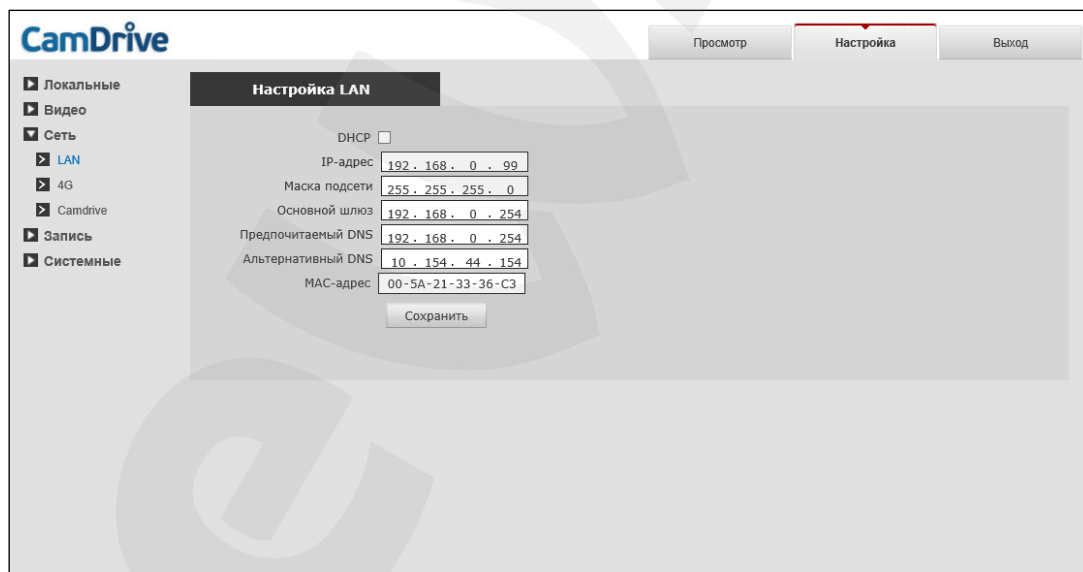 CamDrive
Просмотр Настройка Выход
Локальные
Видео
Сеть
LAN
4G
Camdrive
Запись
Системные
Настройка LAN
DHCP
IP-адрес 192. 168. 0 . 99
Маска подсети 255. 255. 255. 0
Основной шлюз 192. 168. 0 . 254
Предпочитаемый DNS 192. 168. 0 . 254
Альтернативный DNS 10 . 154. 44 . 154
MAC-адрес 00-5A-21-33-36-C3
Сохранить